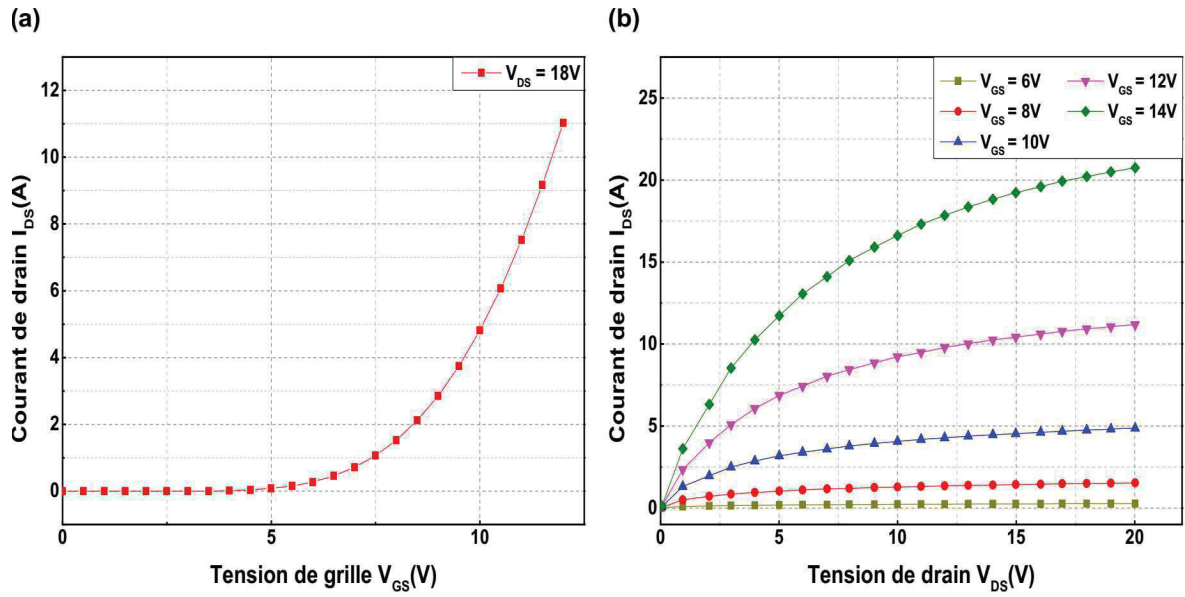 (a)
V_DS = 18V
12
10
8
6
4
2
0
0
5
10
Courant de drain I_DS(A)
Tension de grille V_GS(V)
(b)
V_GS = 6V
V_GS = 8V
V_GS = 10V
V_GS = 12V
V_GS = 14V
25
20
15
10
5
0
0
5
10
15
20
Courant de drain I_DS(A)
Tension de drain V_DS(V)